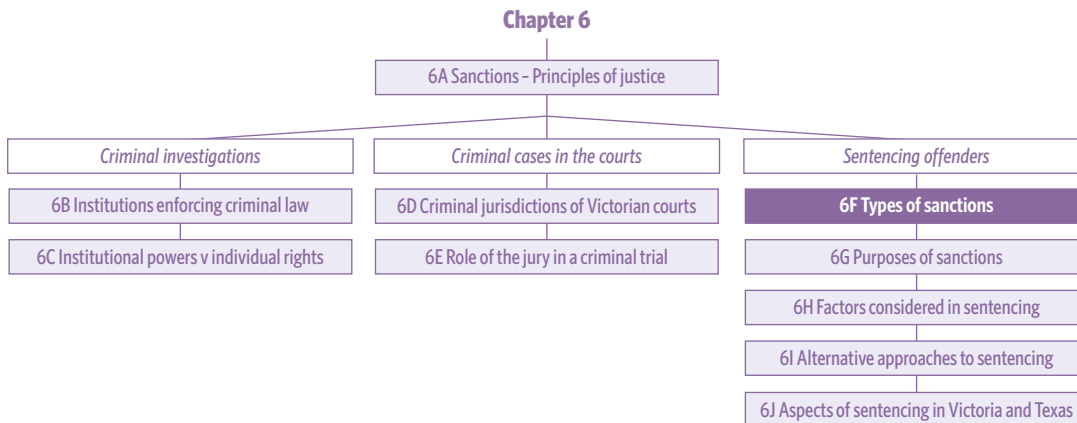 Chapter 6
6A Sanctions – Principles of justice
Criminal investigations
6B Institutions enforcing criminal law
6C Institutional powers v individual rights
Criminal cases in the courts
6D Criminal jurisdictions of Victorian courts
6E Role of the jury in a criminal trial
Sentencing offenders
6F Types of sanctions
6G Purposes of sanctions
6H Factors considered in sentencing
6I Alternative approaches to sentencing
6J Aspects of sentencing in Victoria and Texas